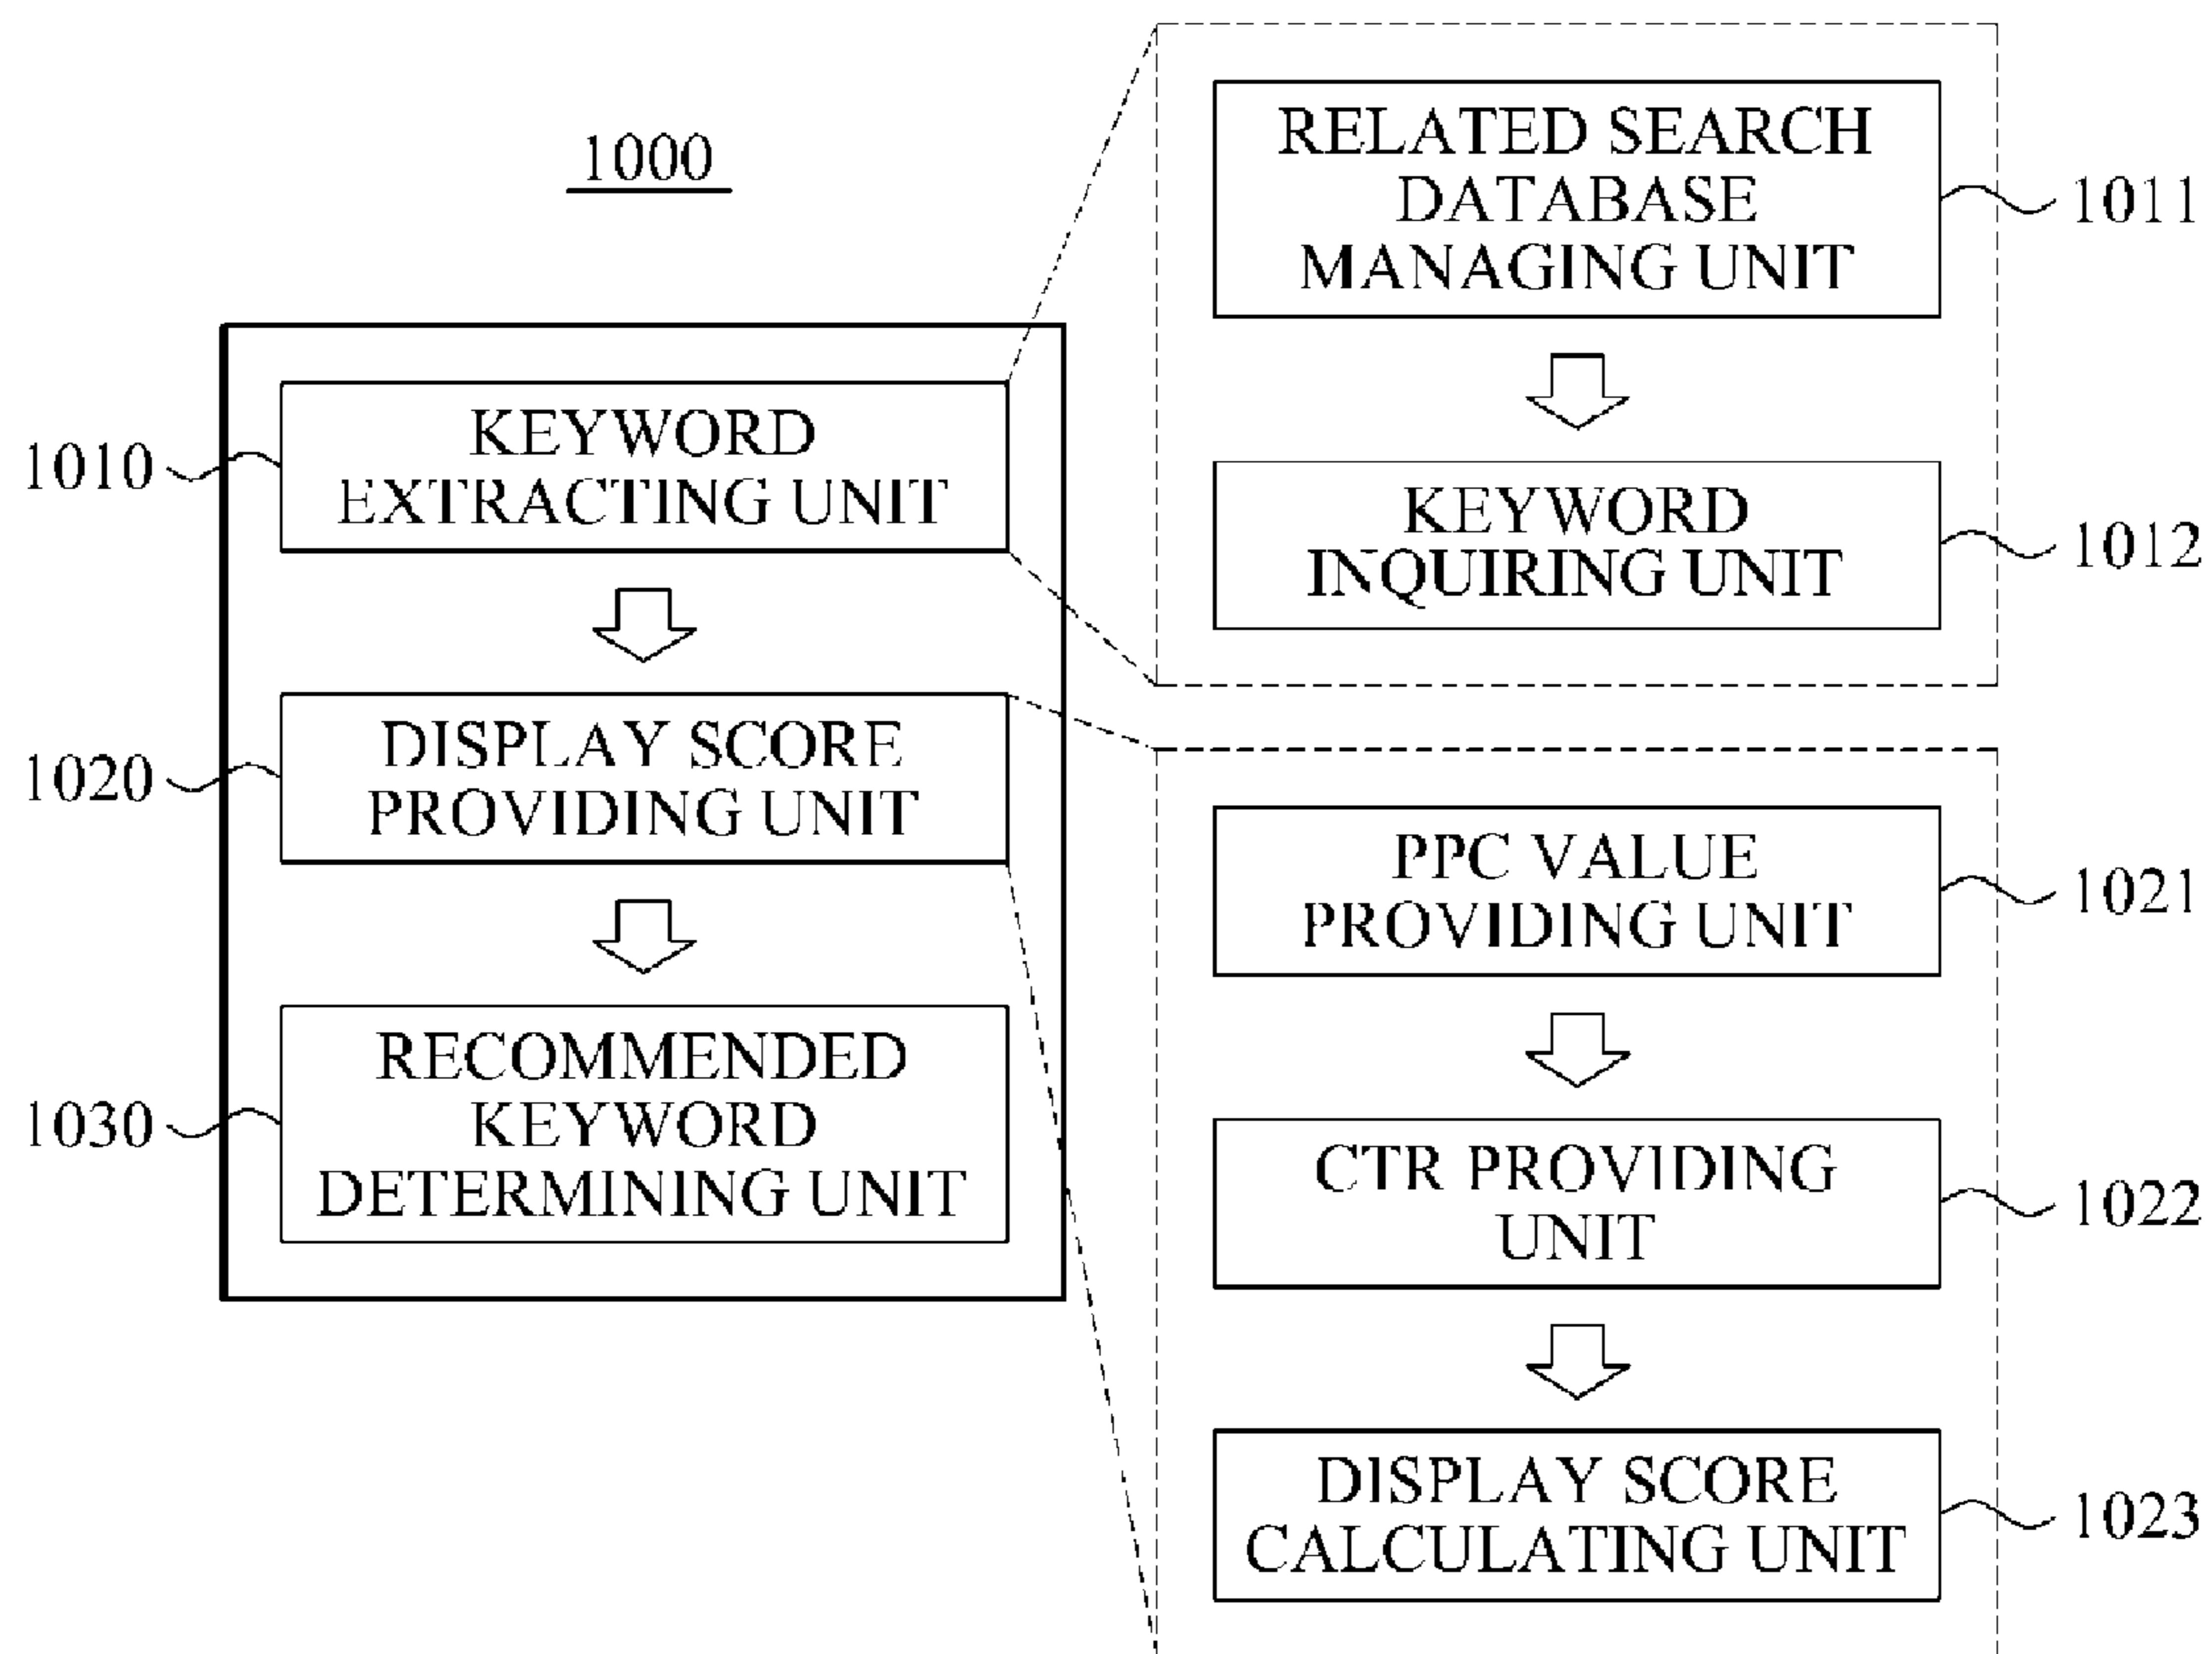 1000
1010
KEYWORD
EXTRACTING UNIT
1020
DISPLAY SCORE
PROVIDING UNIT
1030
RECOMMENDED
KEYWORD
DETERMINING UNIT
RELATED SEARCH
DATABASE
MANAGING UNIT
1011
KEYWORD
INQUIRING UNIT
1012
PPC VALUE
PROVIDING UNIT
1021
CTR PROVIDING
UNIT
1022
DISPLAY SCORE
CALCULATING UNIT
1023